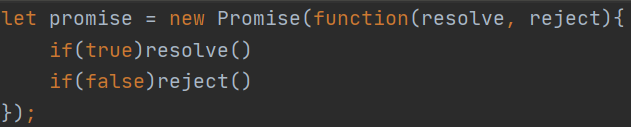 let promise = new Promise(function(resolve, reject){
    if(true)resolve()
    if(false)reject()
});